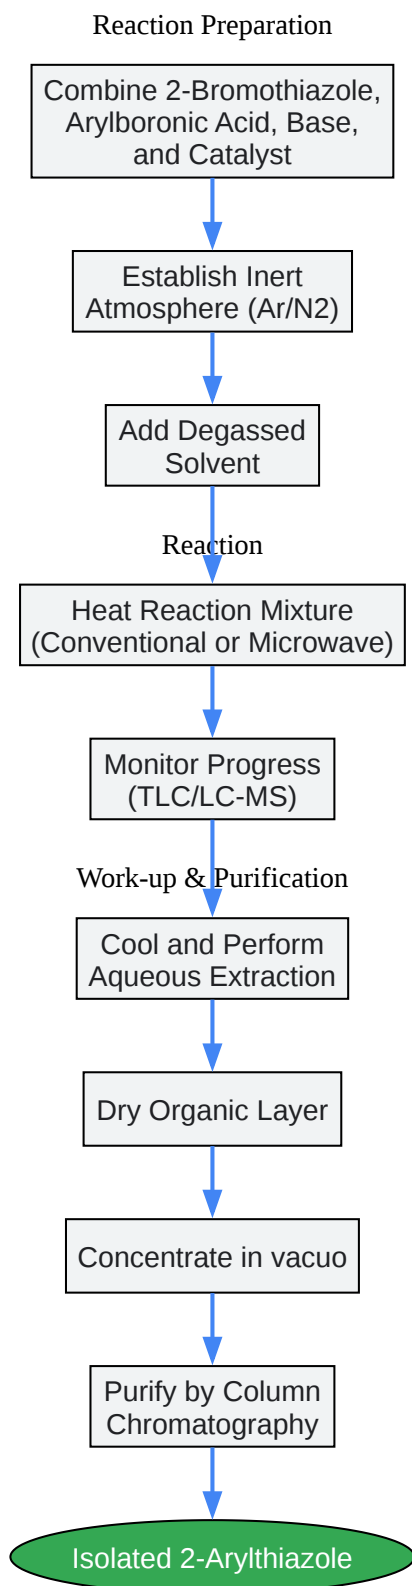 Reaction Preparation
Combine 2-Bromothiazole,
Arylboronic Acid, Base,
and Catalyst
Establish Inert
Atmosphere (Ar/N2)
Add Degassed
Solvent
Reaction
Heat Reaction Mixture
(Conventional or Microwave)
Monitor Progress
(TLC/LC-MS)
Work-up & Purification
Cool and Perform
Aqueous Extraction
Dry Organic Layer
Concentrate in vacuo
Purify by Column
Chromatography
Isolated 2-Arylthiazole